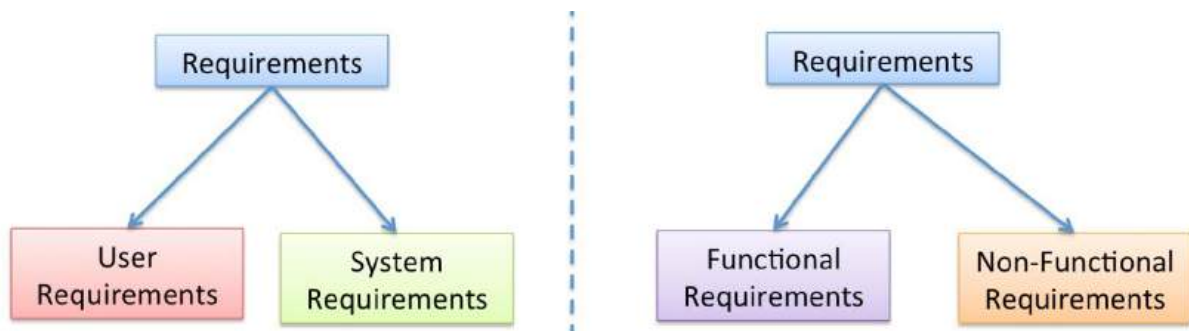 Requirements
User
Requirements
System
Requirements
Requirements
Functional
Requirements
Non-Functional
Requirements